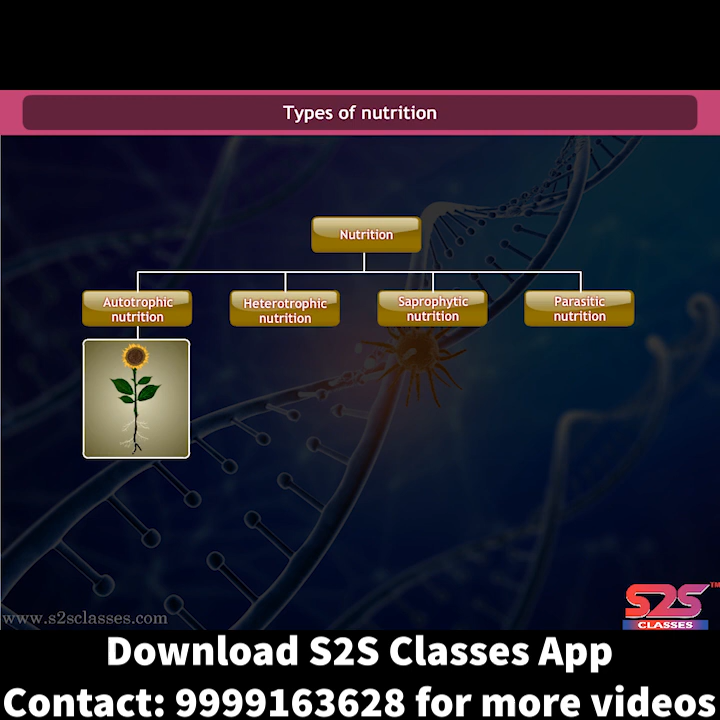 Types of nutrition
Nutrition
Autotrophic
nutrition
Heterotrophic
nutrition
Saprophytic
nutrition
Parasitic
nutrition
www.s2sclasses.com
S2S TM
CLASSES
Download S2S Classes App
Contact: 9999163628 for more videos